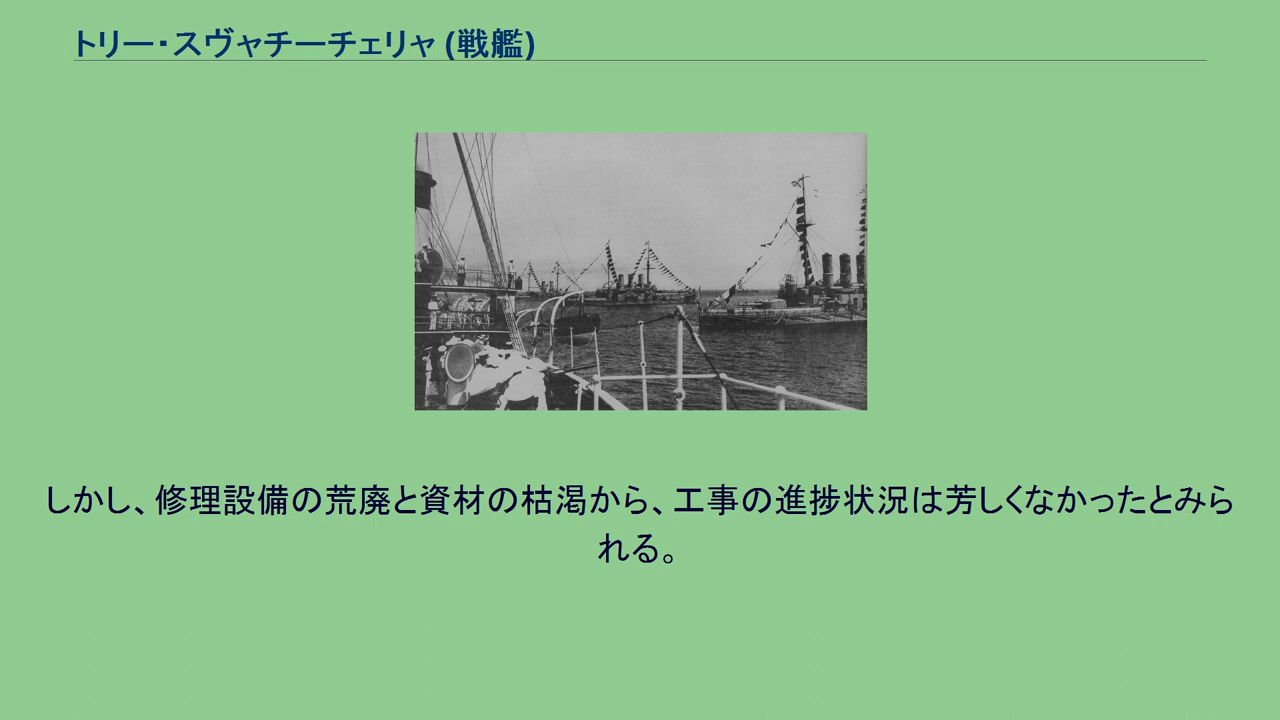 トリー・スヴャチーチェリャ (戦艦)
しかし、修理設備の荒廃と資材の枯渇から、工事の進捗状況は芳しくなかったとみら
れる。